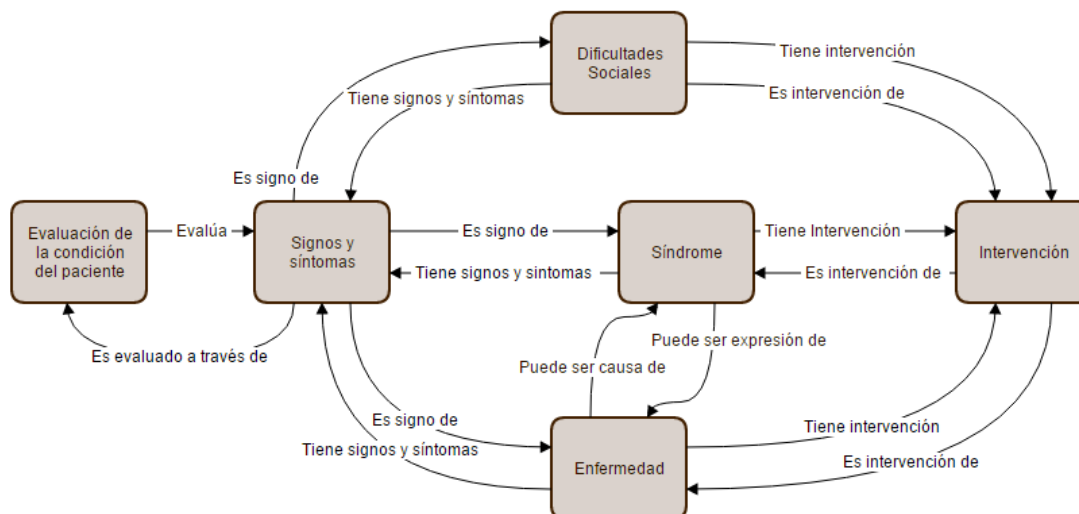 Dificultades
Sociales
Tiene intervención
Es intervención de
Tiene signos y síntomas
Es signo de
Evaluación de
la condición
del paciente
Evalúa
Signos y
síntomas
Es signo de
Síndrome
Tiene Intervención
Intervención
Tiene signos y sintomas
Es intervención de
Es evaluado a través de
Puede ser expresión de
Puede ser causa de
Es signo de
Tiene intervención
Tiene signos y síntomas
Enfermedad
Es intervención de